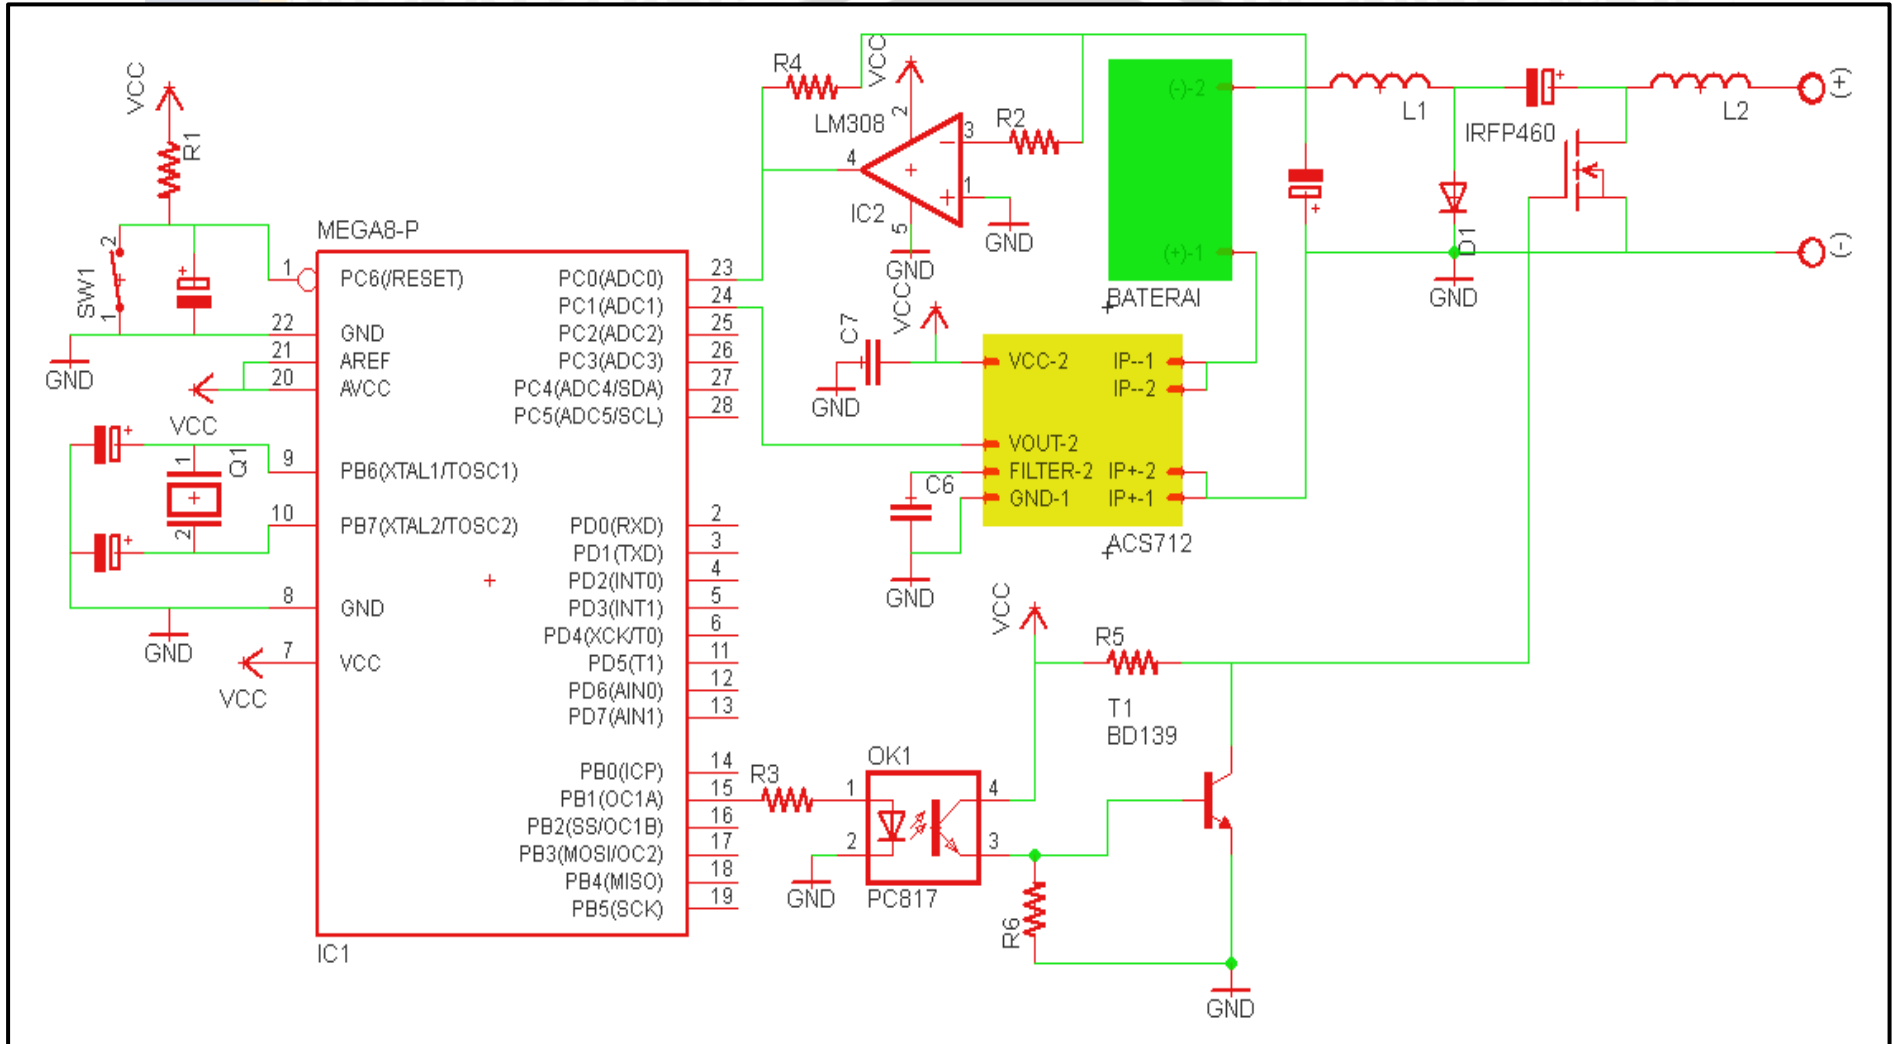 VCC
R1
SW1
2
1
GND
MEGA8-P
1
PC6(/RESET)
22
GND
21
AREF
20
AVCC
VCC
9
PB6(XTAL1/TOSC1)
10
PB7(XTAL2/TOSC2)
1
Q1
2
8
GND
GND
7
VCC
VCC
PC0(ADC0) 23
PC1(ADC1) 24
PC2(ADC2) 25
PC3(ADC3) 26
PC4(ADC4/SDA) 27
PC5(ADC5/SCL) 28
PD0(RXD) 2
PD1(TXD) 3
PD2(INT0) 4
PD3(INT1) 5
PD4(XCK/T0) 6
PD5(T1) 11
PD6(AIN0) 12
PD7(AIN1) 13
PB0(ICP) 14
PB1(OC1A) 15
PB2(SS/OC1B) 16
PB3(MOSI/OC2) 17
PB4(MISO) 18
PB5(SCK) 19
IC1
R4
VCC
LM308
2
3
R2
4
1
IC2
5
GND
GND
(-)-2
(+)-1
BATERAI
L1
IRFP460
L2
(+)
D1
(-)
GND
VCC
C7
GND
VCC-2
IP--1
IP--2
VOUT-2
FILTER-2
IP+-2
GND-1
IP+-1
C6
ACS712
GND
VCC
R5
T1
BD139
R3
OK1
1
4
2
3
GND
PC817
R6
GND